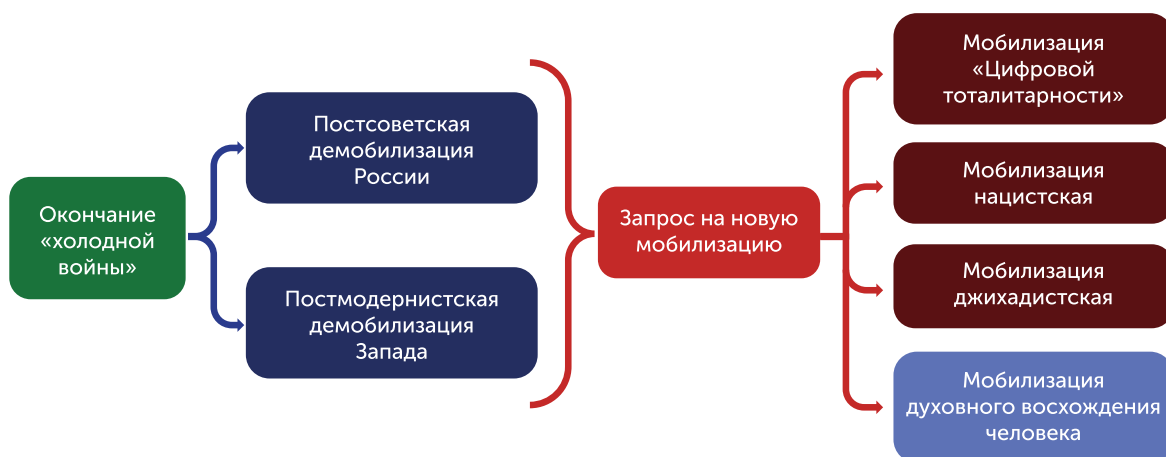 Окончание
«холодной
войны»
Постсоветская
демобилизация
России
Постмодернистская
демобилизация
Запада
Запрос на новую
мобилизацию
Мобилизация
«Цифровой
тоталитарности»
Мобилизация
нацистская
Мобилизация
джихадистская
Мобилизация
духовного восхождения
человека